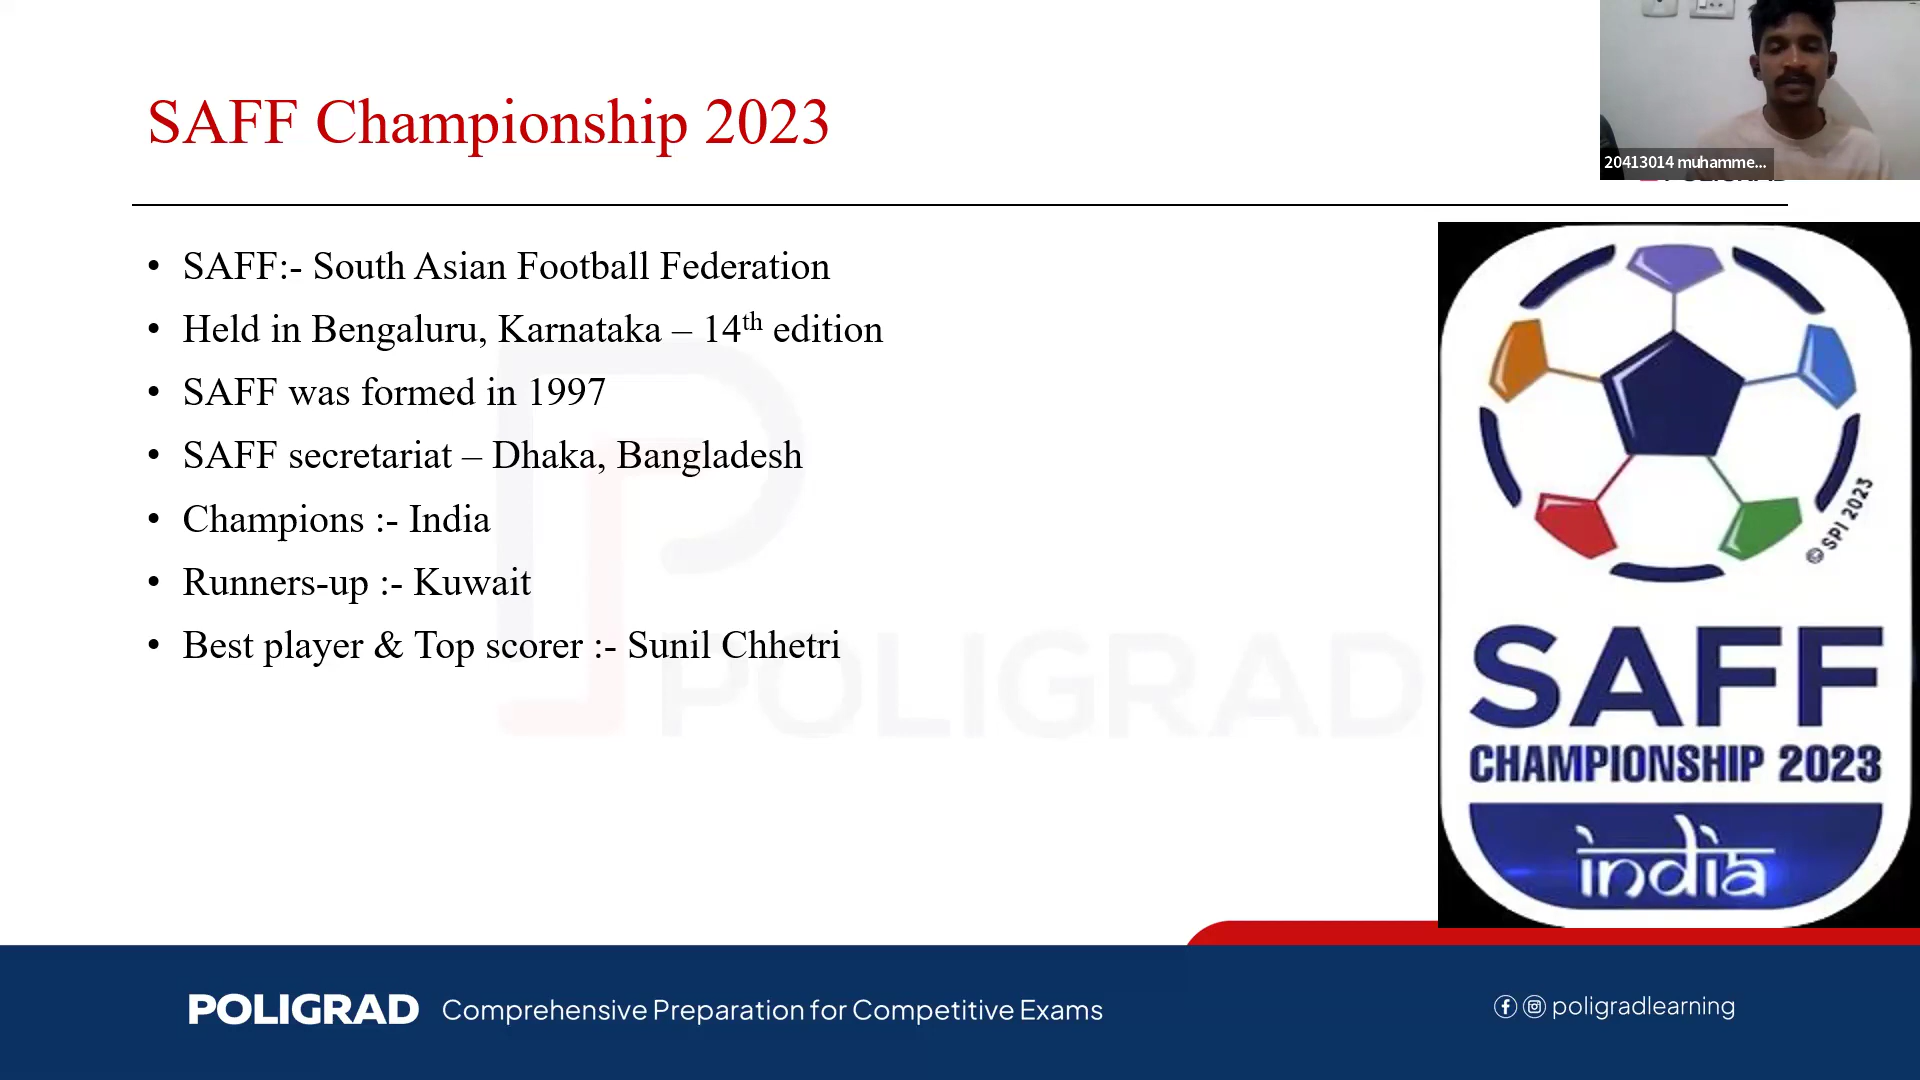 SAFF Championship 2023
20413014 muhamme...
• SAFF:- South Asian Football Federation
• Held in Bengaluru, Karnataka – 14th edition
• SAFF was formed in 1997
• SAFF secretariat – Dhaka, Bangladesh
• Champions :- India
• Runners-up :- Kuwait
• Best player & Top scorer :- Sunil Chhetri
POLIGRAD
© SPI 2023
SAFF
CHAMPIONSHIP 2023
india
POLIGRAD Comprehensive Preparation for Competitive Exams
poligradlearning